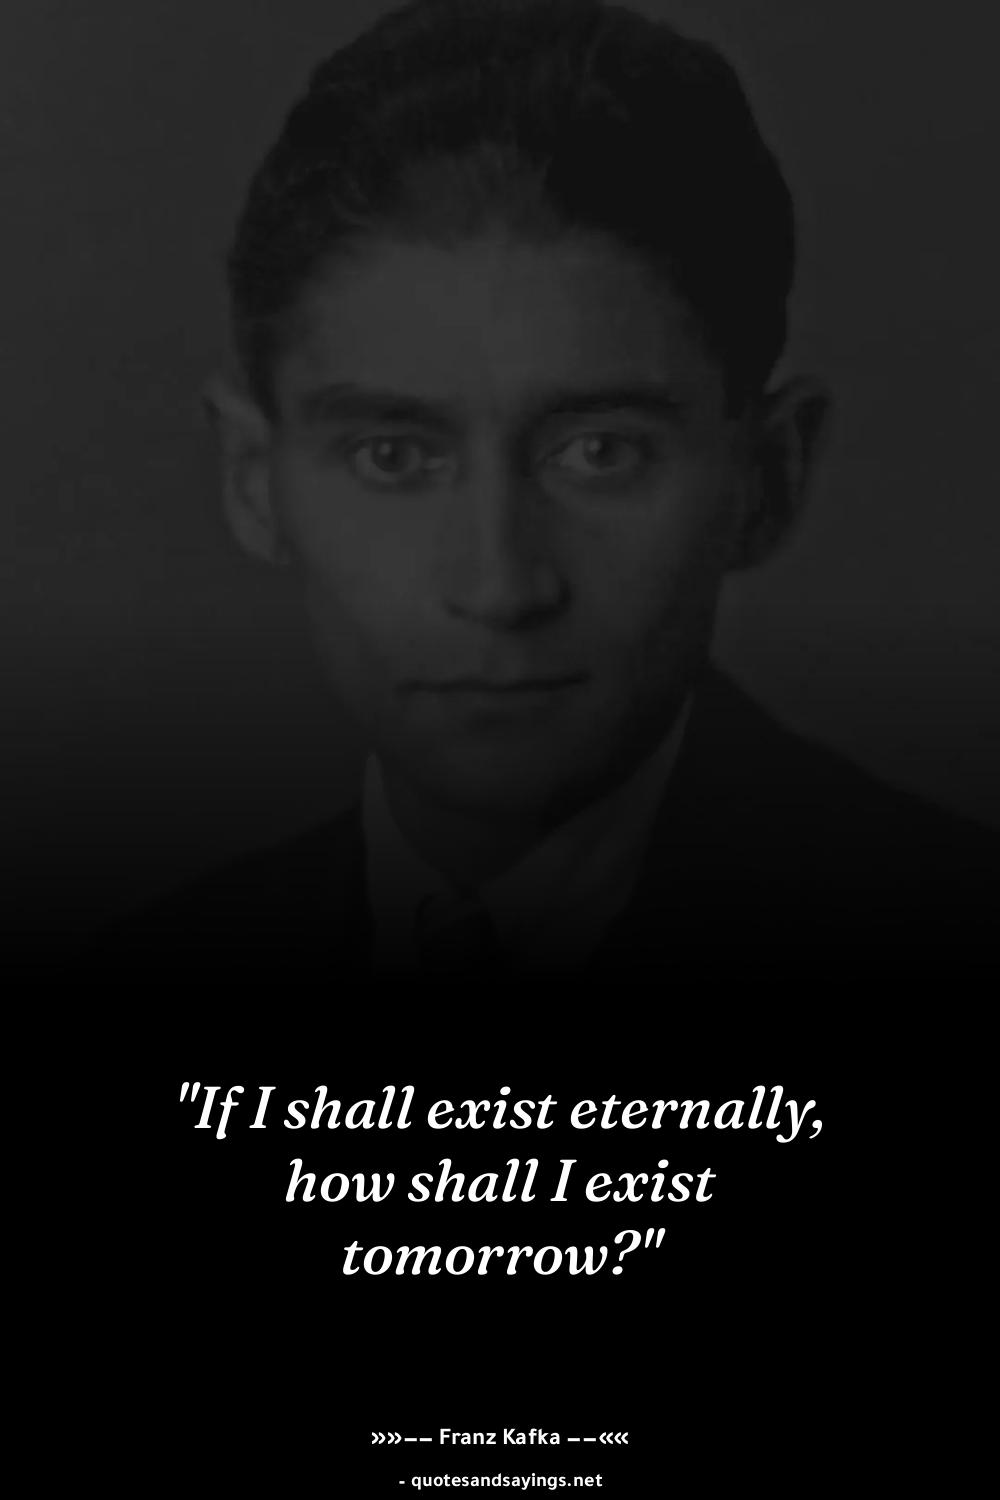 "If I shall exist eternally,
how shall I exist
tomorrow?"
»»–– Franz Kafka ––««
- quotesandsayings.net